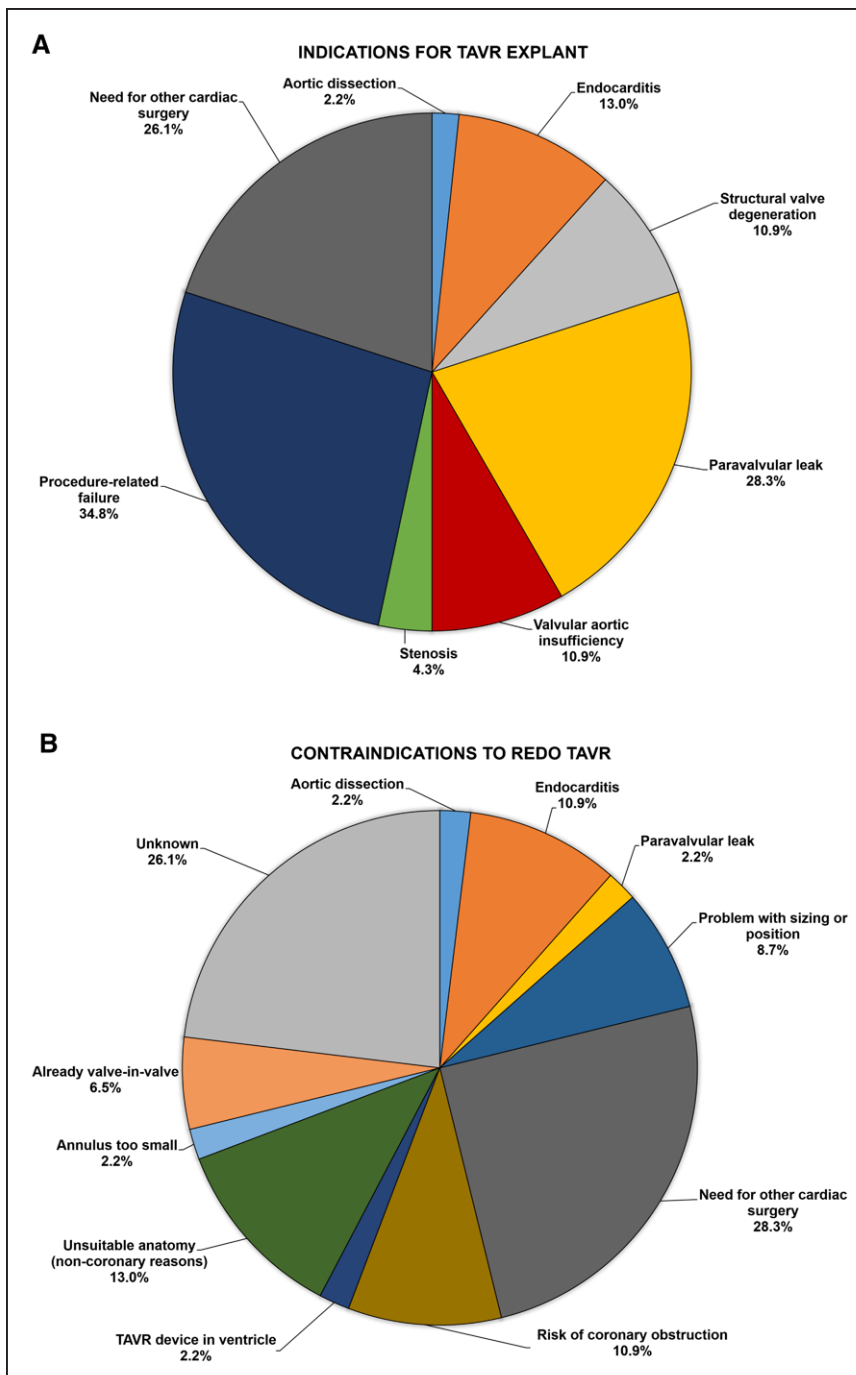 A
INDICATIONS FOR TAVR EXPLANT
Aortic dissection
2.2%
Endocarditis
13.0%
Structural valve
degeneration
10.9%
Paravalvular leak
28.3%
Valvular aortic
insufficiency
10.9%
Stenosis
4.3%
Procedure-related
failure
34.8%
Need for other cardiac
surgery
26.1%
B
CONTRAINDICATIONS TO REDO TAVR
Aortic dissection
2.2%
Endocarditis
10.9%
Paravalvular leak
2.2%
Problem with sizing or
position
8.7%
Need for other cardiac
surgery
28.3%
Risk of coronary obstruction
10.9%
TAVR device in ventricle
2.2%
Unsuitable anatomy
(non-coronary reasons)
13.0%
Annulus too small
2.2%
Already valve-in-valve
6.5%
Unknown
26.1%